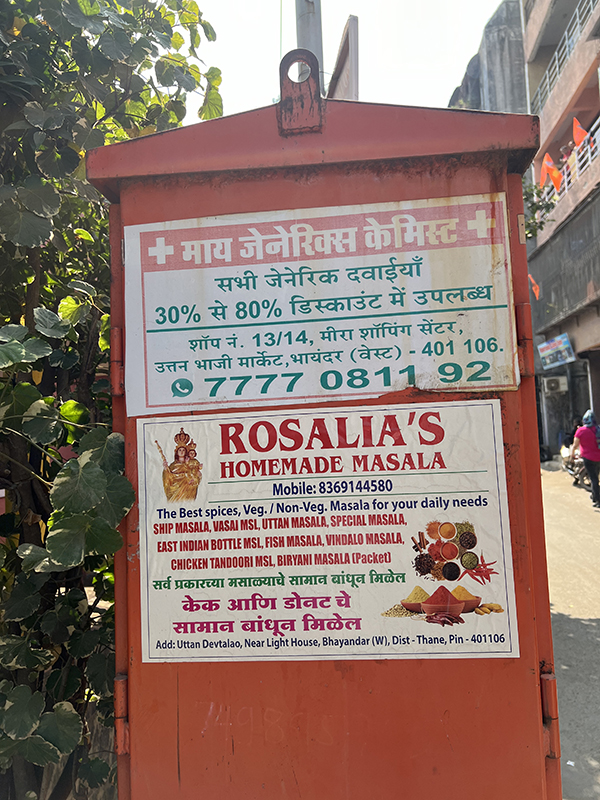 माय जेनेरिक्स केमिस्ट
सभी जेनेरिक दवाईयाँ
30% से 80% डिस्काउंट में उपलब्ध
शॉप नं. 13/14, मीरा शॉपिंग सेंटर,
उत्तन भाजी मार्केट,भायंदर (वेस्ट) - 401 106.
7777 0811 92
ROSALIA'S
HOMEMADE MASALA
Mobile: 8369144580
The Best spices, Veg. / Non-Veg. Masala for your daily needs
SHIP MASALA, VASAI MSL, UTTAN MASALA, SPECIAL MASALA,
EAST INDIAN BOTTLE MSL, FISH MASALA, VINDALO MASALA,
CHICKEN TANDOORI MSL, BIRYANI MASALA (Packet)
सर्व प्रकारच्या मसाल्याचे सामान बांधून मिळेल
केक आणि डोनट चे
सामान बांधून मिळेल
Add: Uttan Devtalao, Near Light House, Bhayandar (W), Dist - Thane, Pin - 401106